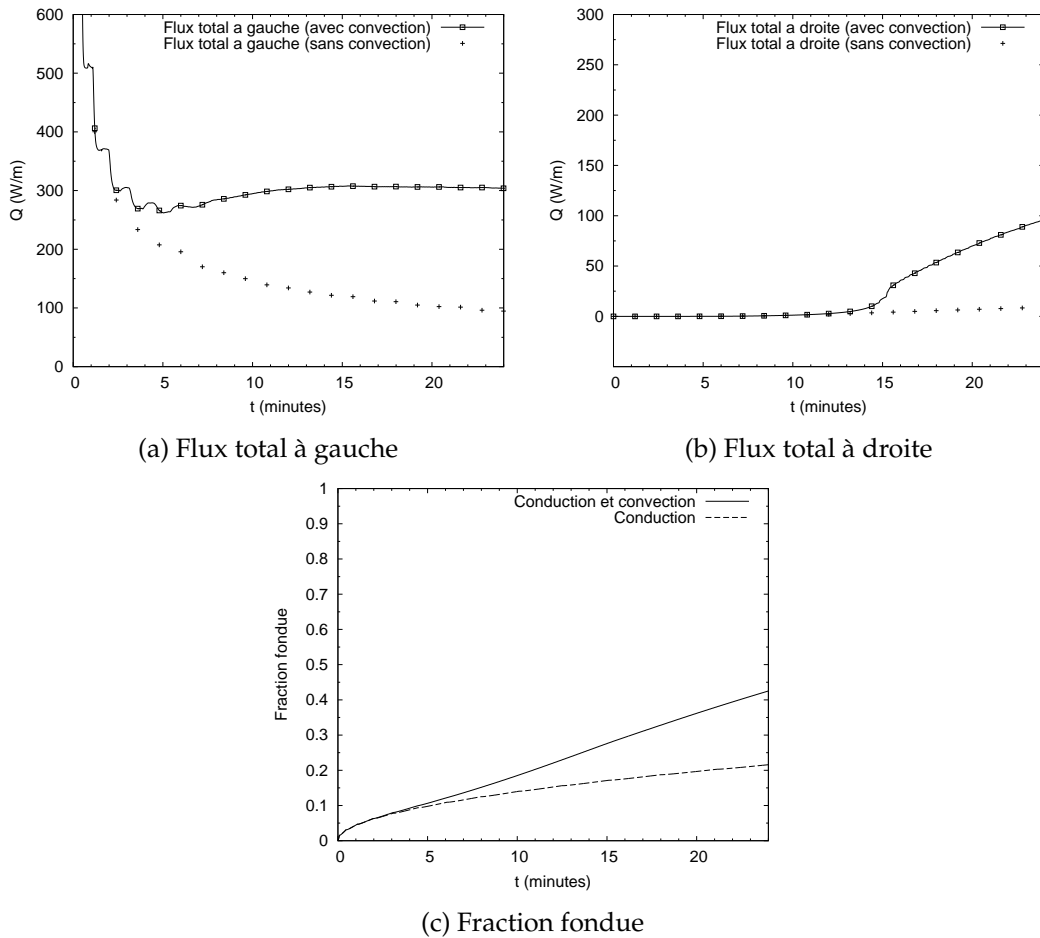 Flux total a gauche (avec convection)
Flux total a gauche (sans convection)
600
500
400
300
200
100
0
Q (W/m)
0 5 10 15 20
t (minutes)
(a) Flux total à gauche
Flux total a droite (avec convection)
Flux total a droite (sans convection)
300
250
200
150
100
50
0
Q (W/m)
0 5 10 15 20
t (minutes)
(b) Flux total à droite
Conduction et convection
Conduction
1
0.9
0.8
0.7
0.6
0.5
0.4
0.3
0.2
0.1
0
Fraction fondue
0 5 10 15 20
t (minutes)
(c) Fraction fondue